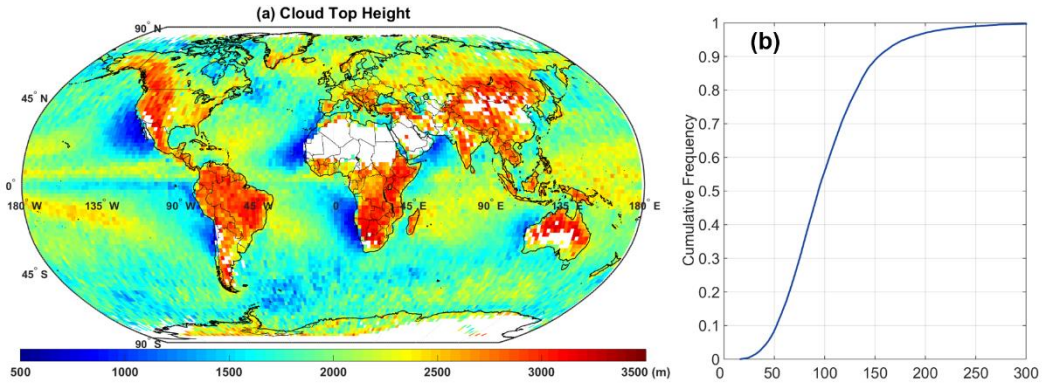 (a) Cloud Top Height
90° N
45° N
0°
180° W 135° W 90° W 45° W 0° 45° E 90° E 135° E 180° E
45° S
90° S
500 1000 1500 2000 2500 3000 3500 (m)
(b)
Cumulative Frequency
1
0.9
0.8
0.7
0.6
0.5
0.4
0.3
0.2
0.1
0
0 50 100 150 200 250 300